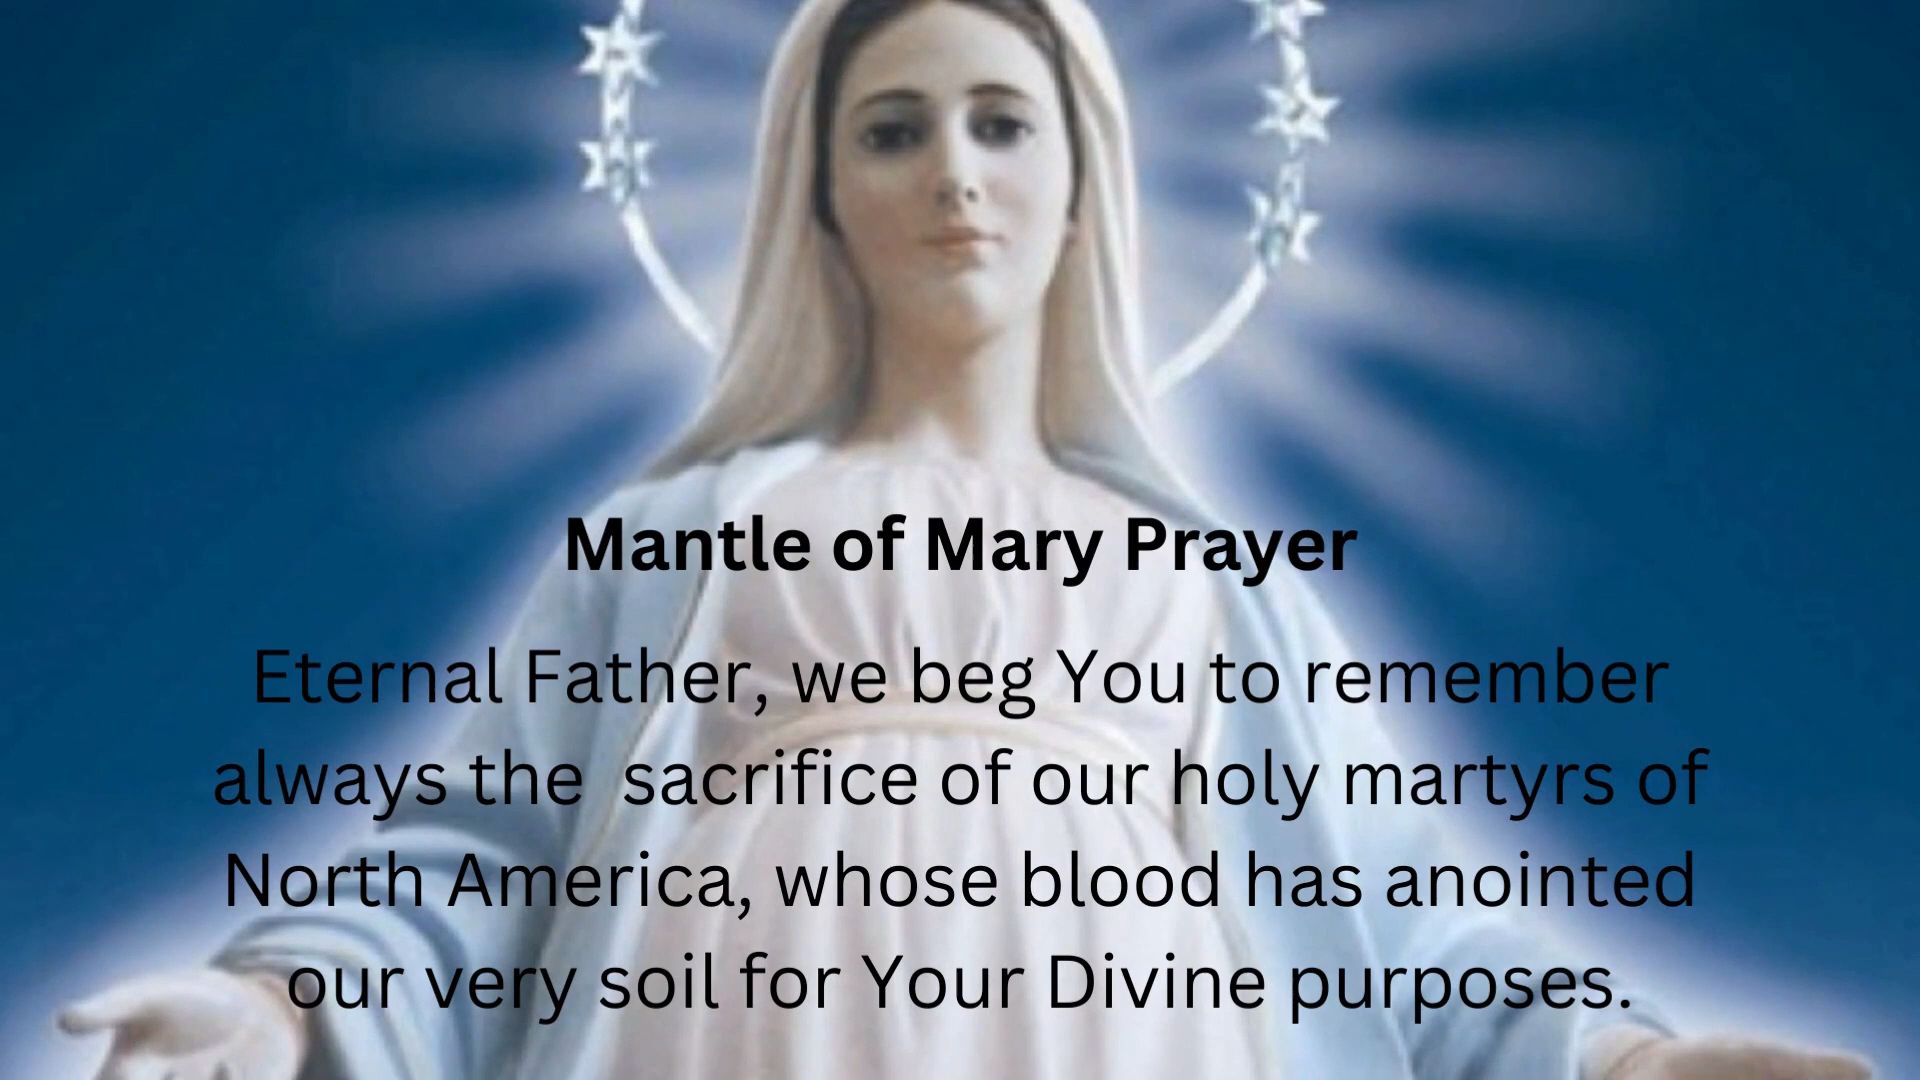 Mantle of Mary Prayer
Eternal Father, we beg You to remember
always the  sacrifice of our holy martyrs of
North America, whose blood has anointed
our very soil for Your Divine purposes.